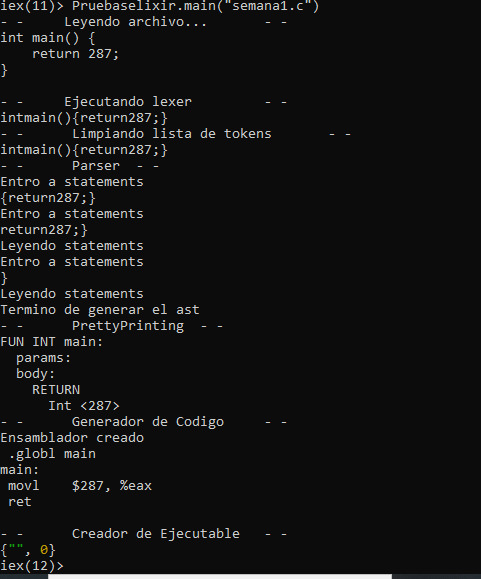 iex(11)> Pruebaselixir.main("semana1.c")
- -     Leyendo archivo...       - -
int main() {
    return 287;
}
- -     Ejecutando lexer         - -
intmain(){return287;}
- -     Limpiando lista de tokens       - -
intmain(){return287;}
- -      Parser  - -
Entro a statements
{return287;}
Entro a statements
return287;}
Leyendo statements
Entro a statements
}
Leyendo statements
Termino de generar el ast
- -      PrettyPrinting  - -
FUN INT main:
  params:
  body:
    RETURN
      Int <287>
- -      Generador de Codigo     - -
Ensamblador creado
 .globl main
main:
 movl    $287, %eax
 ret
- -      Creador de Ejecutable   - -
{"", 0}
iex(12)>